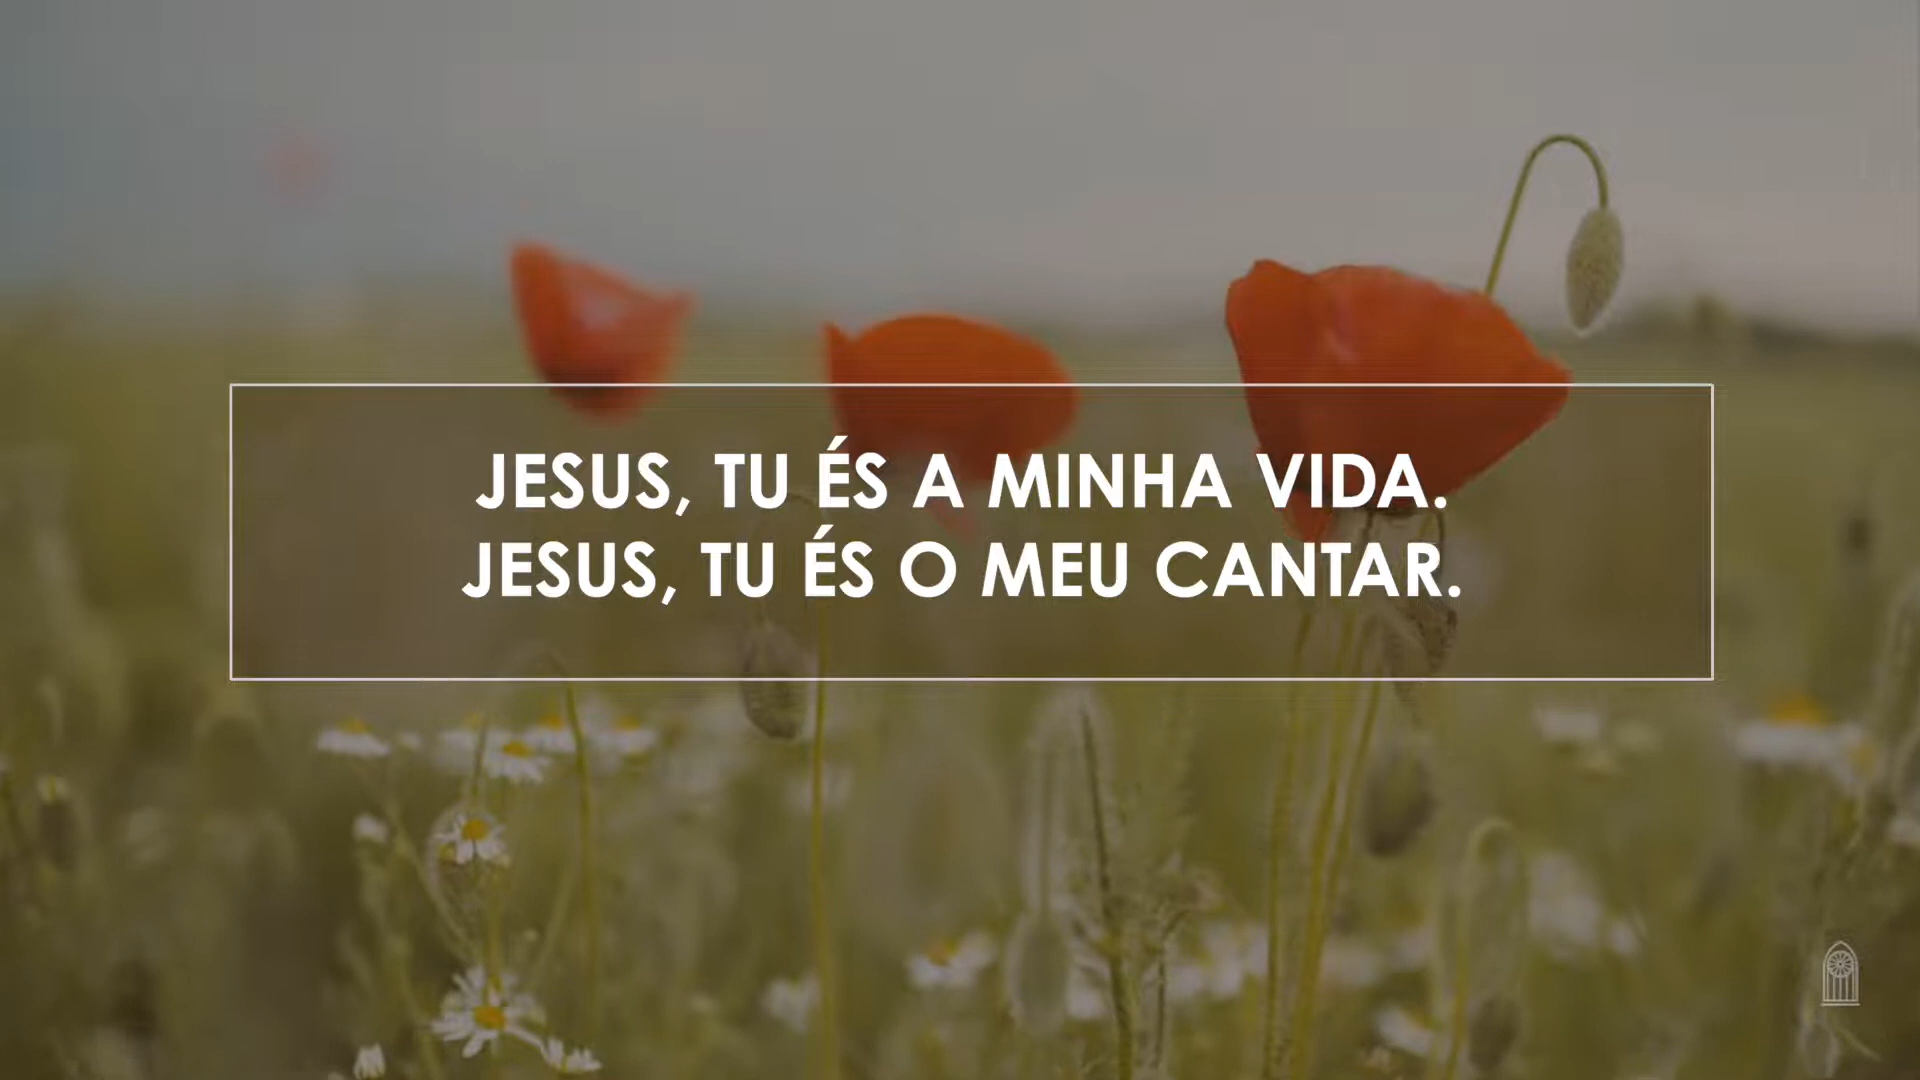 JESUS, TU ÉS A MINHA VIDA.
JESUS, TU ÉS O MEU CANTAR.